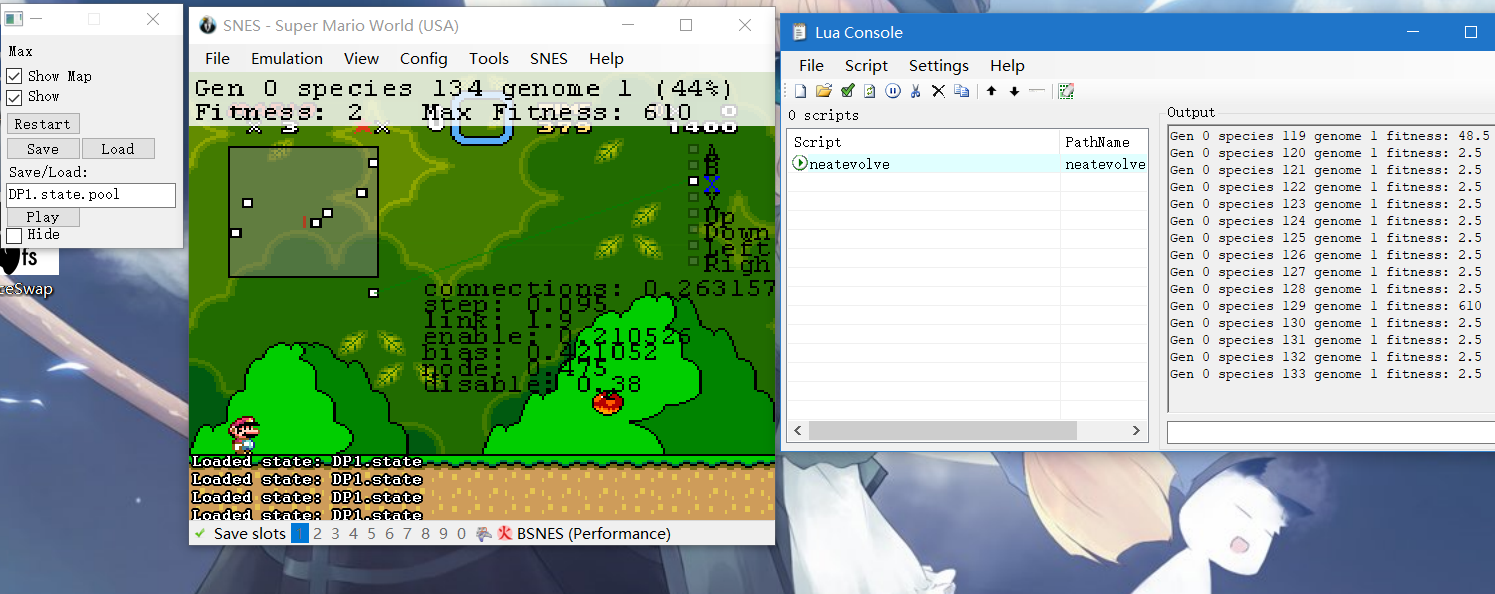 Max
Show Map
Show
Restart
Save Load
Save/Load:
DP1.state.pool
Play
Hide
fs
ceSwap
SNES - Super Mario World (USA)
File Emulation View Config Tools SNES Help
Gen 0 species 134 genome 1 (44%)
Fitness: 2 Max Fitness: 610
A
B
X
Y
Up
Down
Left
Righ
connections: 0.263157
step: 0.095
link: 1.9
bias: 0.421052
node: 0.475
disable: 0.38
Loaded state: DP1.state
Loaded state: DP1.state
Loaded state: DP1.state
Loaded state: DP1.state
Save slots 1 2 3 4 5 6 7 8 9 0 火 BSNES (Performance)
Lua Console
File Script Settings Help
0 scripts
Script PathName
neatevolve neatevolve
Output
Gen 0 species 119 genome 1 fitness: 48.5
Gen 0 species 120 genome 1 fitness: 2.5
Gen 0 species 121 genome 1 fitness: 2.5
Gen 0 species 122 genome 1 fitness: 2.5
Gen 0 species 123 genome 1 fitness: 2.5
Gen 0 species 124 genome 1 fitness: 2.5
Gen 0 species 125 genome 1 fitness: 2.5
Gen 0 species 126 genome 1 fitness: 2.5
Gen 0 species 127 genome 1 fitness: 2.5
Gen 0 species 128 genome 1 fitness: 2.5
Gen 0 species 129 genome 1 fitness: 610
Gen 0 species 130 genome 1 fitness: 2.5
Gen 0 species 131 genome 1 fitness: 2.5
Gen 0 species 132 genome 1 fitness: 2.5
Gen 0 species 133 genome 1 fitness: 2.5